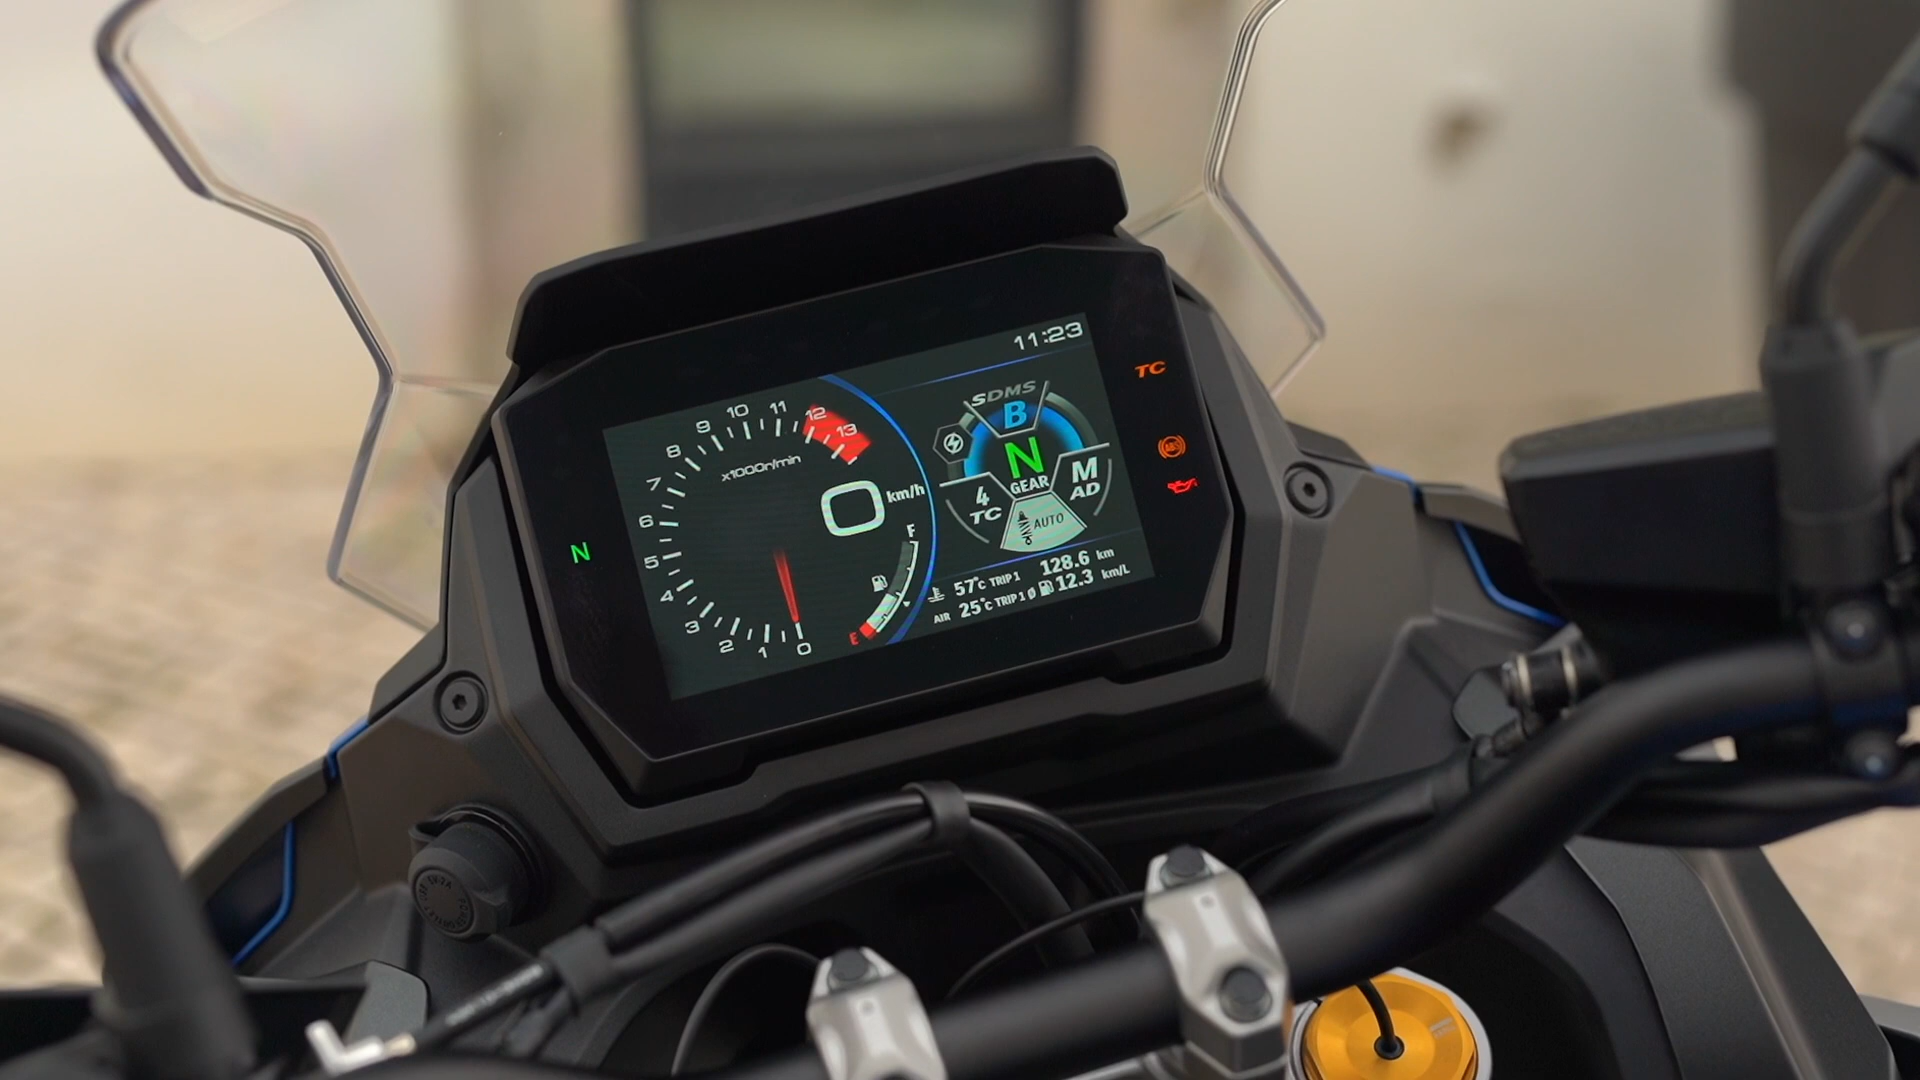 11:23
TC
ABS
N
0
1
2
3
4
5
6
7
8
9
10
11
12
13
x1000r/min
0 km/h
F
E
SDMS
B
N
GEAR
M
AD
4
TC
AUTO
57°C TRIP 1 128.6 km
AIR 25°C TRIP 1 Ø 12.3 km/L